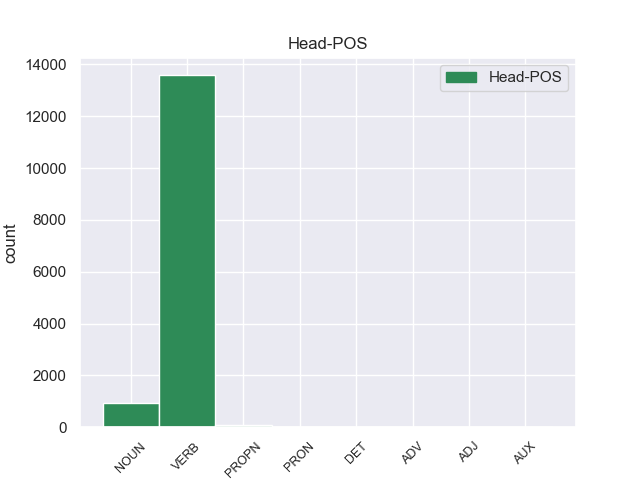 Head-POS
14000
12000
10000
8000
6000
4000
2000
0
count
Head-POS
NOUN
VERB
PROPN
PRON
DET
ADV
ADJ
AUX